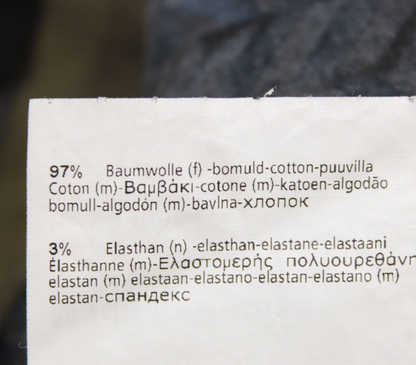 97% Baumwolle (f) -bomuld-cotton-puuvilla
Coton (m)-Βαμβάκι-cotone (m)-katoen-algodão
bomull-algodón (m)-bavlna-хлопок
3% Elasthan (n) -elasthan-elastane-elastaani
Élasthanne (m)-Ελαστομερής πολυουρεθάνη
elastan (m) elastaan-elastano-elastan-elastano (m)
elastan-спандекс